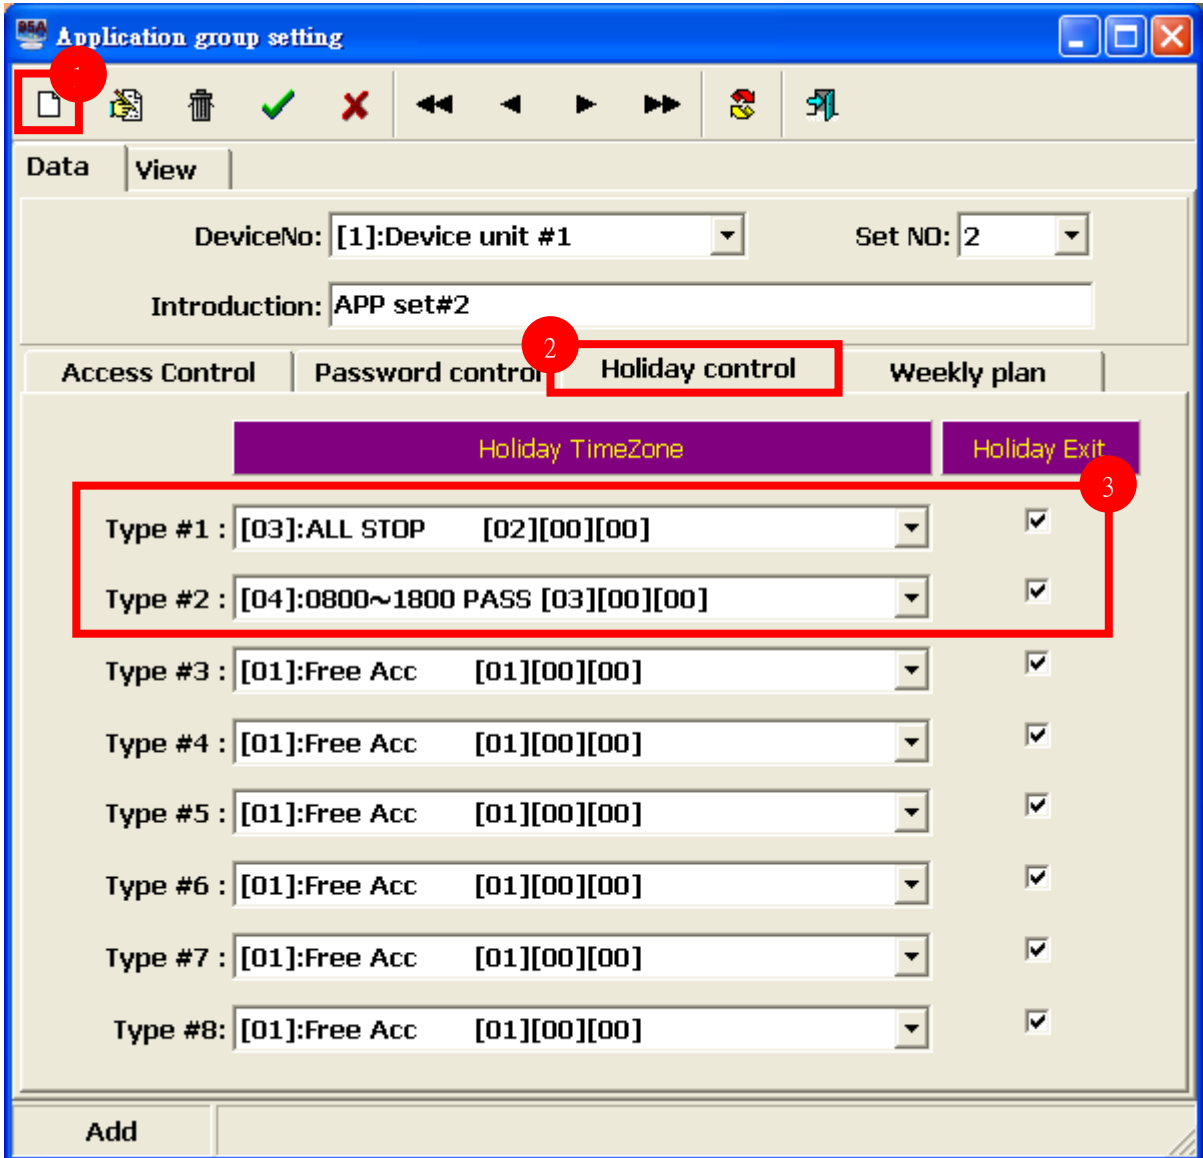 95A Application group setting
1
Data View
DeviceNo: [1]:Device unit #1 Set NO: 2
Introduction: APP set#2
2
Access Control Password control Holiday control Weekly plan
Holiday TimeZone Holiday Exit
3
Type #1 : [03]:ALL STOP [02][00][00]
Type #2 : [04]:0800~1800 PASS [03][00][00]
Type #3 : [01]:Free Acc [01][00][00]
Type #4 : [01]:Free Acc [01][00][00]
Type #5 : [01]:Free Acc [01][00][00]
Type #6 : [01]:Free Acc [01][00][00]
Type #7 : [01]:Free Acc [01][00][00]
Type #8: [01]:Free Acc [01][00][00]
Add